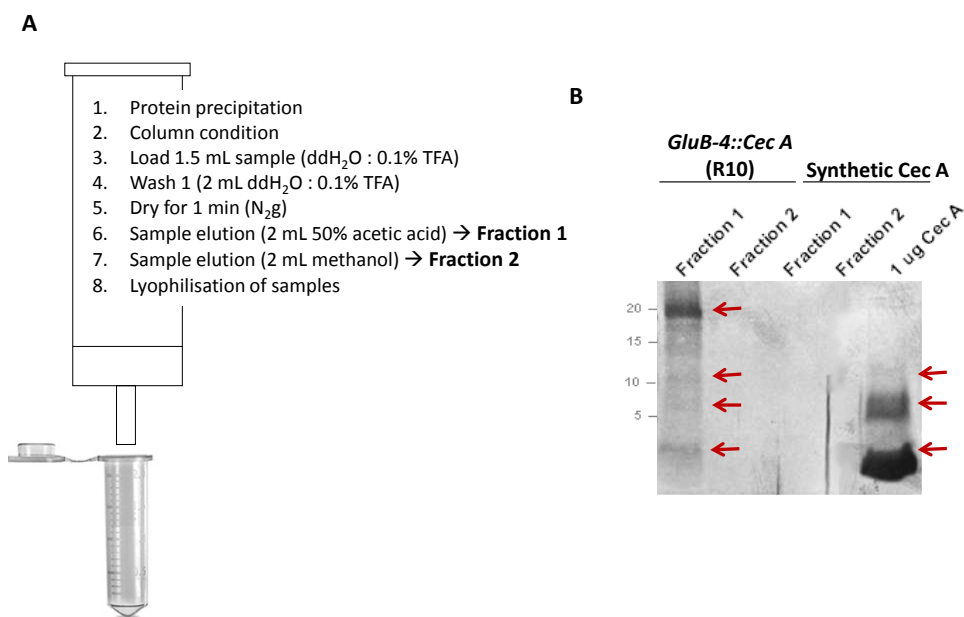 A
1. Protein precipitation
2. Column condition
3. Load 1.5 mL sample (ddH₂O : 0.1% TFA)
4. Wash 1 (2 mL ddH₂O : 0.1% TFA)
5. Dry for 1 min (N₂g)
6. Sample elution (2 mL 50% acetic acid) → Fraction 1
7. Sample elution (2 mL methanol) → Fraction 2
8. Lyophilisation of samples
B
GluB-4::Cec A
(R10)
Synthetic Cec A
Fraction 1
Fraction 2
Fraction 1
Fraction 2
1 ug Cec A
20
15
10
5